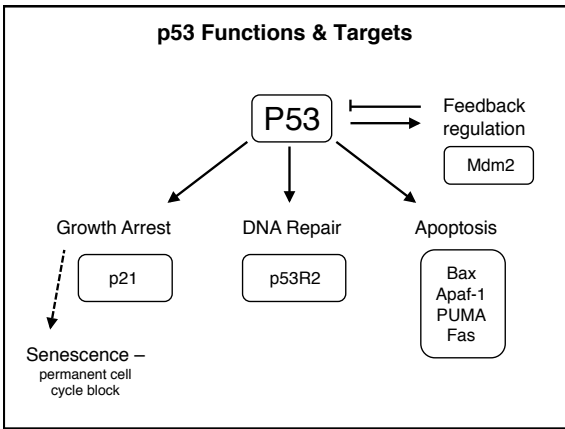 p53 Functions & Targets
P53
Feedback
regulation
Mdm2
Growth Arrest
DNA Repair
Apoptosis
p21
p53R2
Bax
Apaf-1
PUMA
Fas
Senescence –
permanent cell
cycle block